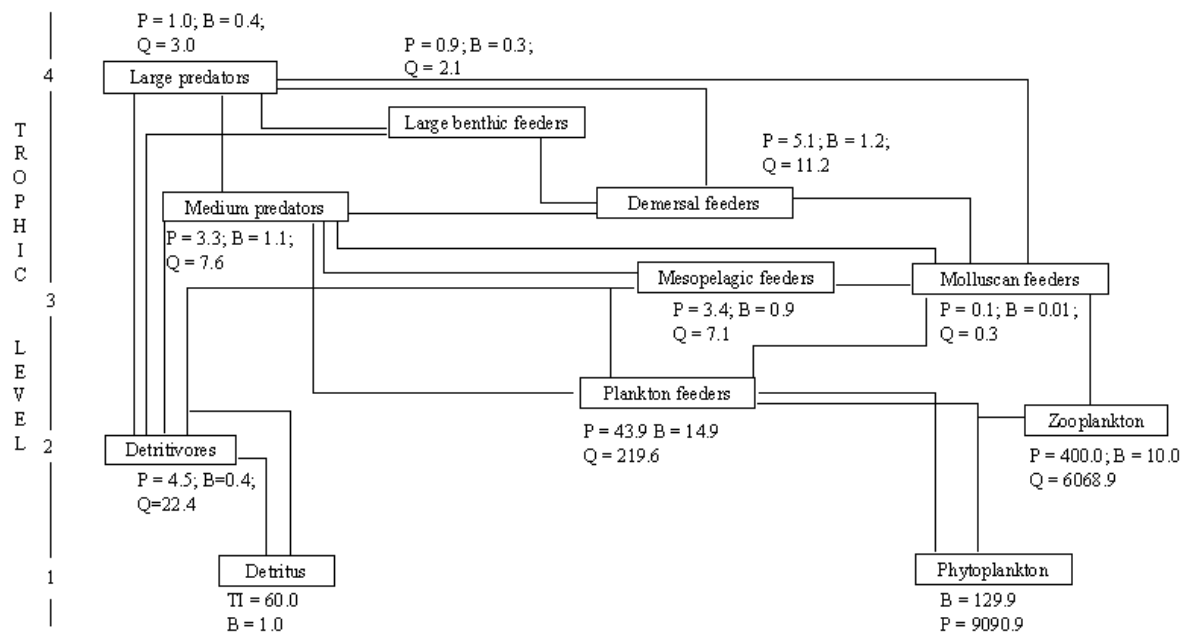 P = 1.0; B = 0.4;
Q = 3.0
P = 0.9; B = 0.3;
Q = 2.1
4
Large predators
Large benthic feeders
TROPHIC
P = 5.1; B = 1.2;
Q = 11.2
Medium predators
Demersal feeders
P = 3.3; B = 1.1;
Q = 7.6
Mesopelagic feeders
Molluscan feeders
3
P = 3.4; B = 0.9
Q = 7.1
P = 0.1; B = 0.01;
Q = 0.3
LEVEL
Plankton feeders
Zooplankton
2
Detritivores
P = 43.9 B = 14.9
Q = 219.6
P = 400.0; B = 10.0
Q = 6068.9
P = 4.5; B=0.4;
Q=22.4
1
Detritus
Phytoplankton
TI = 60.0
B = 1.0
B = 129.9
P = 9090.9